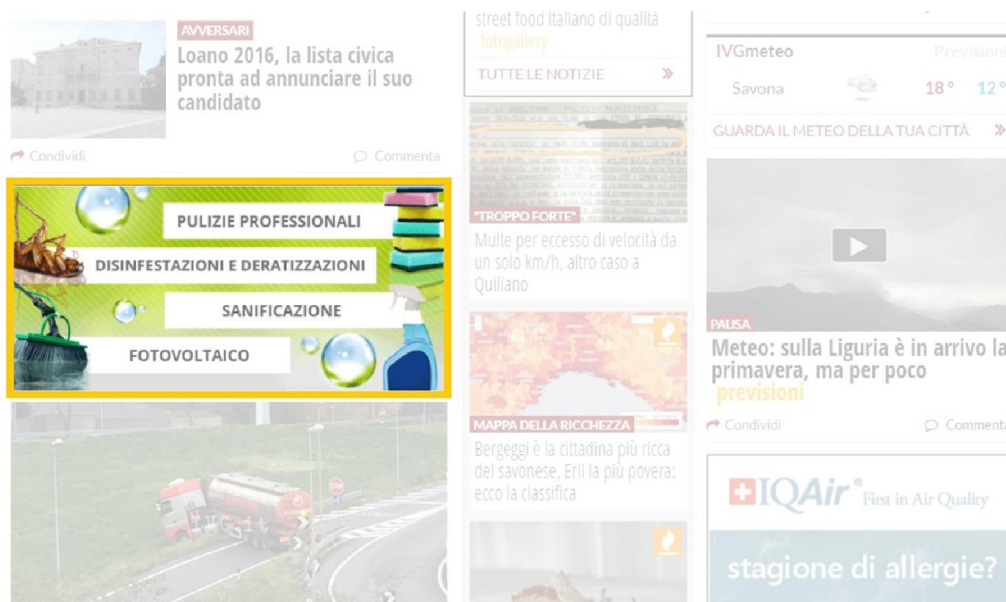 AVVERSARI
Loano 2016, la lista civica
pronta ad annunciare il suo
candidato
Condividi
Commenta
PULIZIE PROFESSIONALI
DISINFESTAZIONI E DERATIZZAZIONI
SANIFICAZIONE
FOTOVOLTAICO
street food italiano di qualità
fotogallery
TUTTE LE NOTIZIE
"TROPPO FORTE"
Multe per eccesso di velocità da
un solo km/h, altro caso a
Quiliano
MAPPA DELLA RICCHEZZA
Bergeggi è la cittadina più ricca
del savonese, Erli la più povera:
ecco la classifica
IVGmeteo
Previsioni
Savona 18° 12°
GUARDA IL METEO DELLA TUA CITTÀ
PAUSA
Meteo: sulla Liguria è in arrivo la
primavera, ma per poco
previsioni
Condividi
Commenta
IQAir® First in Air Quality
stagione di allergie?